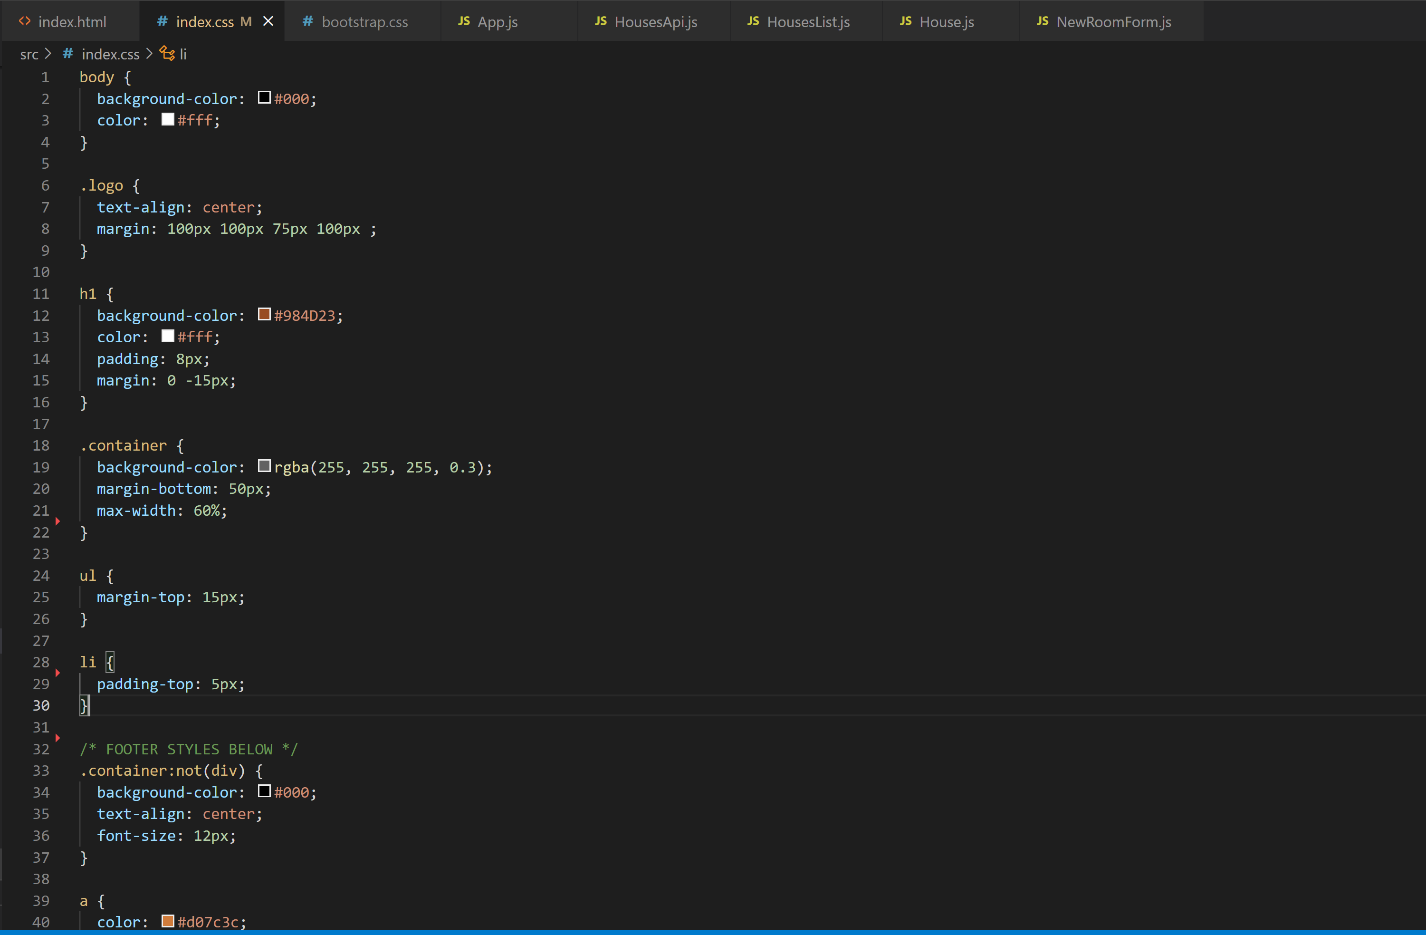 <> index.html # index.css M × # bootstrap.css JS App.js JS HousesApi.js JS HousesList.js JS House.js JS NewRoomForm.js
src > # index.css > li
1 body {
2 background-color: #000;
3 color: #fff;
4 }
5
6 .logo {
7 text-align: center;
8 margin: 100px 100px 75px 100px ;
9 }
10
11 h1 {
12 background-color: #984D23;
13 color: #fff;
14 padding: 8px;
15 margin: 0 -15px;
16 }
17
18 .container {
19 background-color: rgba(255, 255, 255, 0.3);
20 margin-bottom: 50px;
21 max-width: 60%;
22 }
23
24 ul {
25 margin-top: 15px;
26 }
27
28 li {
29 padding-top: 5px;
30 }
31
32 /* FOOTER STYLES BELOW */
33 .container:not(div) {
34 background-color: #000;
35 text-align: center;
36 font-size: 12px;
37 }
38
39 a {
40 color: #d07c3c;